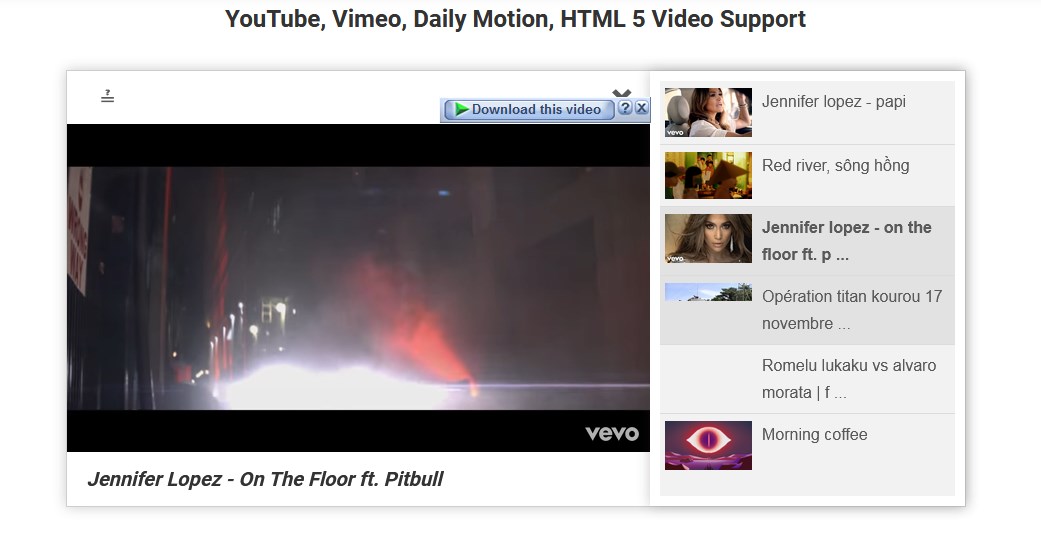 YouTube, Vimeo, Daily Motion, HTML 5 Video Support
Download this video
?
X
vevo
Jennifer Lopez - On The Floor ft. Pitbull
vevo
Jennifer lopez - papi
Red river, sông hồng
vevo
Jennifer lopez - on the
floor ft. p ...
Opération titan kourou 17
novembre ...
Romelu lukaku vs alvaro
morata | f ...
Morning coffee